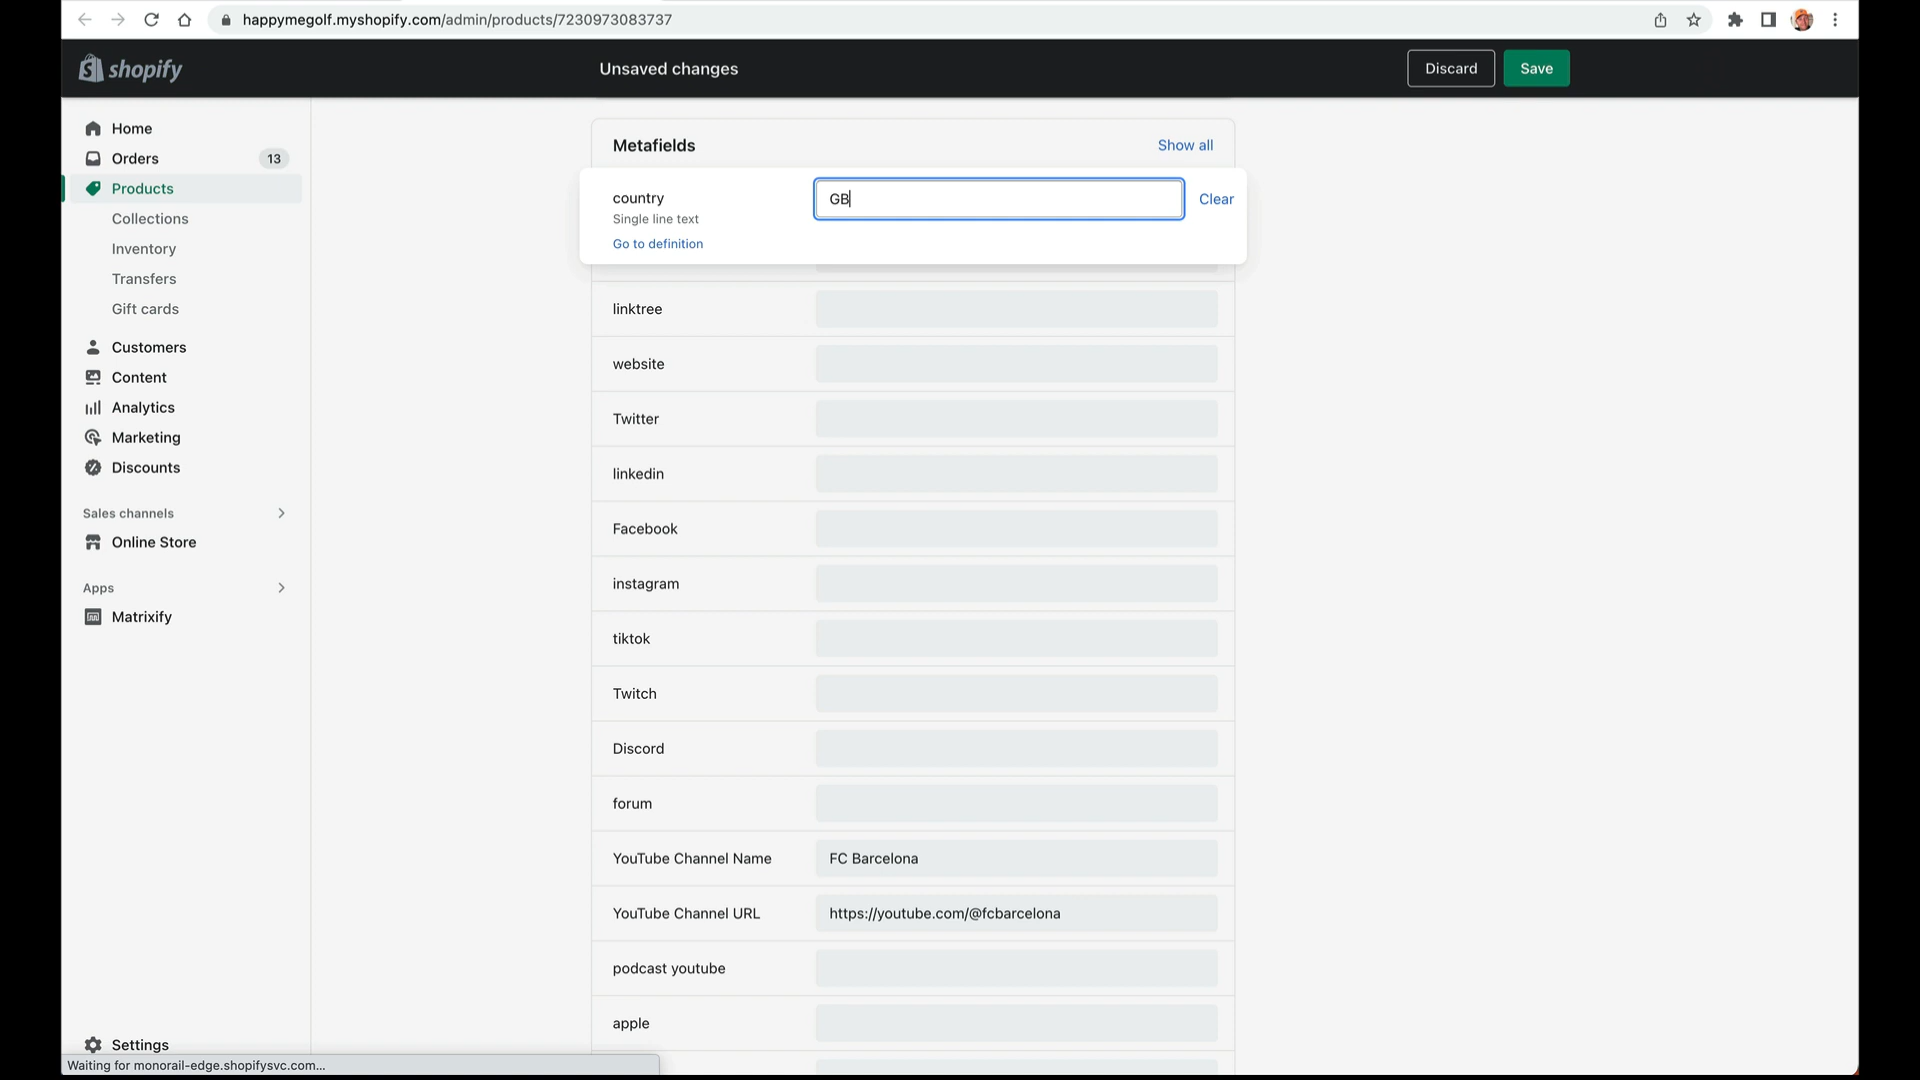 happymegolf.myshopify.com/admin/products/7230973083737
shopify
Unsaved changes
Discard
Save
Home
Orders
13
Products
Collections
Inventory
Transfers
Gift cards
Customers
Content
Analytics
Marketing
Discounts
Sales channels
Online Store
Apps
Matrixify
Settings
Waiting for monorail-edge.shopifysvc.com...
Metafields
Show all
country
GB
Clear
Single line text
Go to definition
linktree
website
Twitter
linkedin
Facebook
instagram
tiktok
Twitch
Discord
forum
YouTube Channel Name
FC Barcelona
YouTube Channel URL
https://youtube.com/@fcbarcelona
podcast youtube
apple